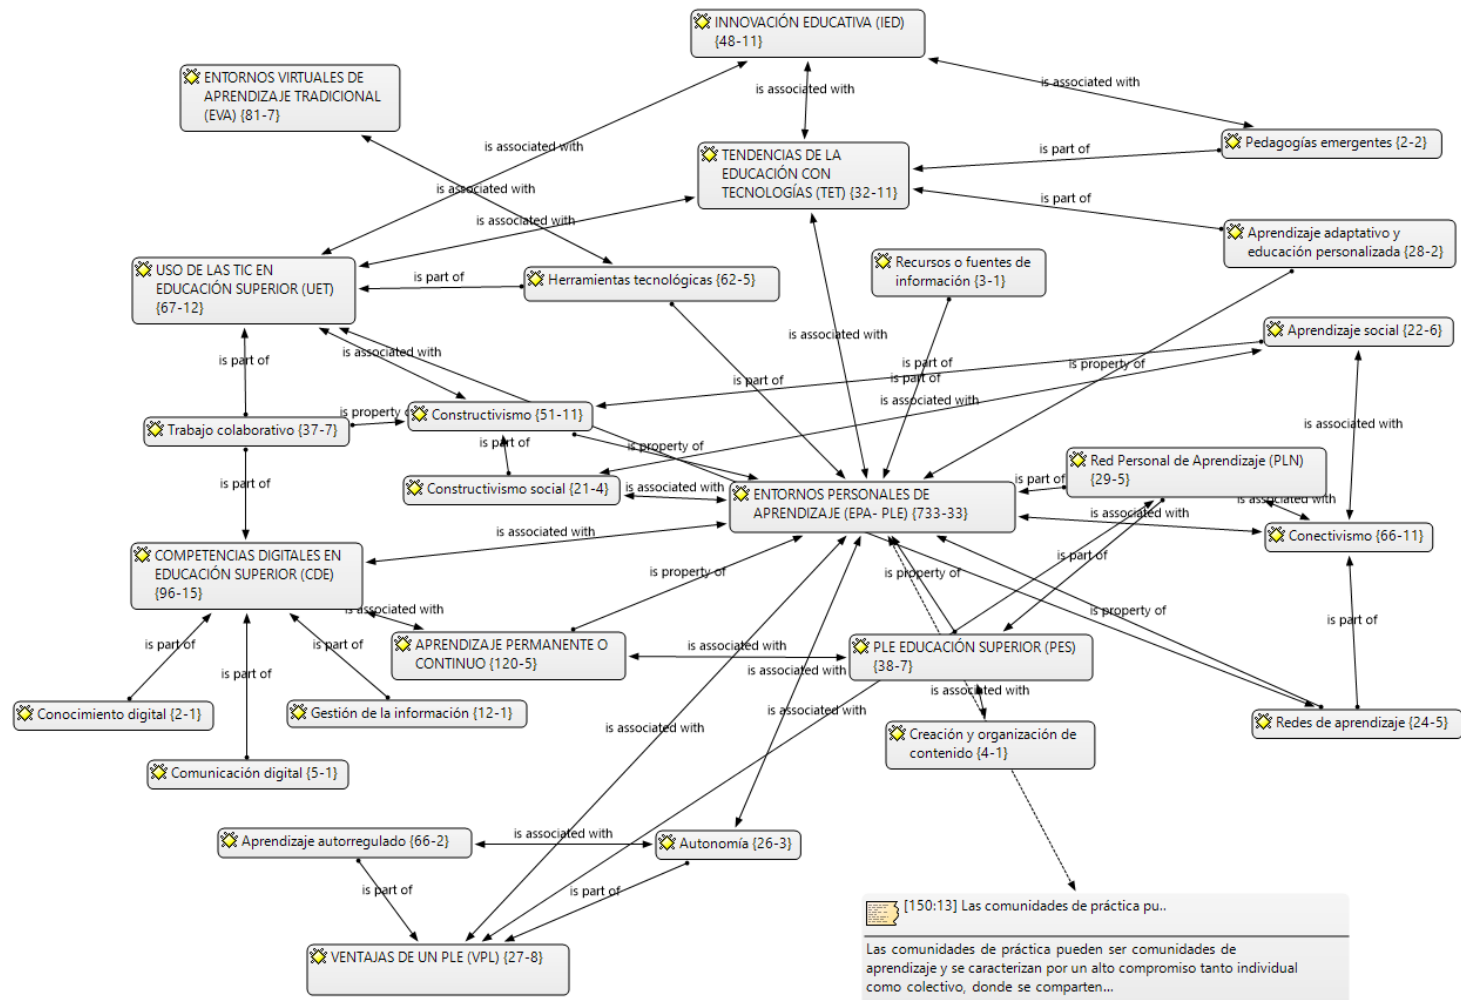 INNOVACIÓN EDUCATIVA (IED)
{48-11}
ENTORNOS VIRTUALES DE
APRENDIZAJE TRADICIONAL
(EVA) {81-7}
is associated with
is associated with
is associated with
Pedagogías emergentes {2-2}
is part of
TENDENCIAS DE LA
EDUCACIÓN CON
TECNOLOGÍAS (TET) {32-11}
is associated with
is part of
is associated with
Aprendizaje adaptativo y
educación personalizada {28-2}
USO DE LAS TIC EN
EDUCACIÓN SUPERIOR (UET)
{67-12}
is part of
Herramientas tecnológicas {62-5}
Recursos o fuentes de
información {3-1}
Aprendizaje social {22-6}
is part of
is associated with
is associated with
is part of
is part of
is part of
is property of
is associated with
is property of
Constructivismo {51-11}
Trabajo colaborativo {37-7}
is part of
is property of
is associated with
Red Personal de Aprendizaje (PLN)
{29-5}
is part of
Constructivismo social {21-4}
is associated with
ENTORNOS PERSONALES DE
APRENDIZAJE (EPA- PLE) {733-33}
is associated with
is associated with
is part of
Conectivismo {66-11}
is associated with
COMPETENCIAS DIGITALES EN
EDUCACIÓN SUPERIOR (CDE)
{96-15}
is part of
is property of
is property of
is associated with
is property of
is part of
is part of
is part of
is part of
APRENDIZAJE PERMANENTE O
CONTINUO {120-5}
is associated with
PLE EDUCACIÓN SUPERIOR (PES)
{38-7}
is associated with
is associated with
Conocimiento digital {2-1}
Gestión de la información {12-1}
is associated with
is associated with
Creación y organización de
contenido {4-1}
Redes de aprendizaje {24-5}
Comunicación digital {5-1}
Aprendizaje autorregulado {66-2}
is associated with
Autonomía {26-3}
is part of
is part of
VENTAJAS DE UN PLE (VPL) {27-8}
[150:13] Las comunidades de práctica pu..
Las comunidades de práctica pueden ser comunidades de
aprendizaje y se caracterizan por un alto compromiso tanto individual
como colectivo, donde se comparten...